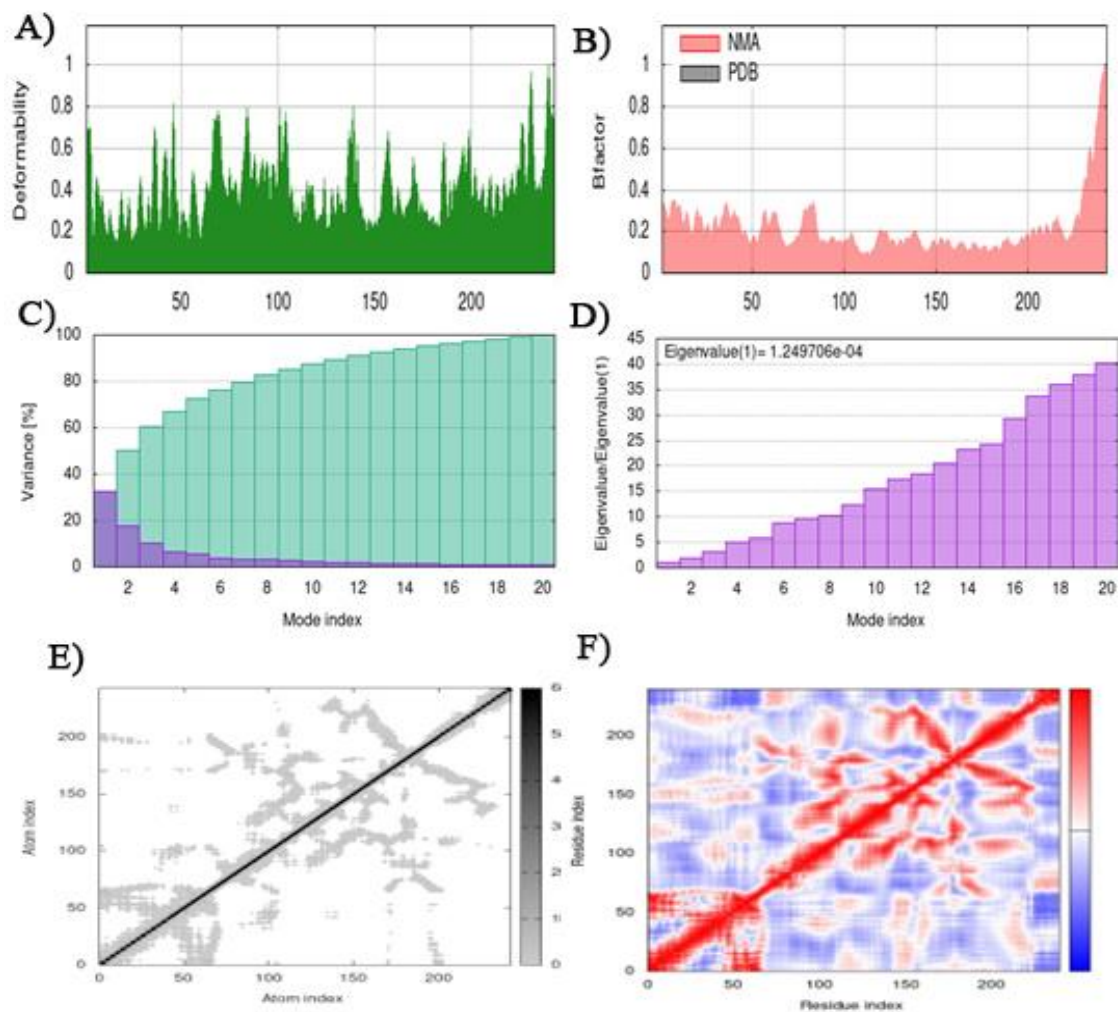 A)
Deformability
1
0.8
0.6
0.4
0.2
0
50
100
150
200
B)
NMA
PDB
Bfactor
1
0.8
0.6
0.4
0.2
0
50
100
150
200
C)
Variance [%]
100
80
60
40
20
0
2 4 6 8 10 12 14 16 18 20
Mode index
D)
Eigenvalue(1)= 1.249706e-04
Eigenvalue/Eigenvalue(1)
45
40
35
30
25
20
15
10
5
0
2 4 6 8 10 12 14 16 18 20
Mode index
E)
Atom index
200
150
100
50
0
0 50 100 150 200
Atom index
6
5
4
3
2
1
0
Residue index
F)
200
150
100
50
0
0 50 100 150 200
Residue index